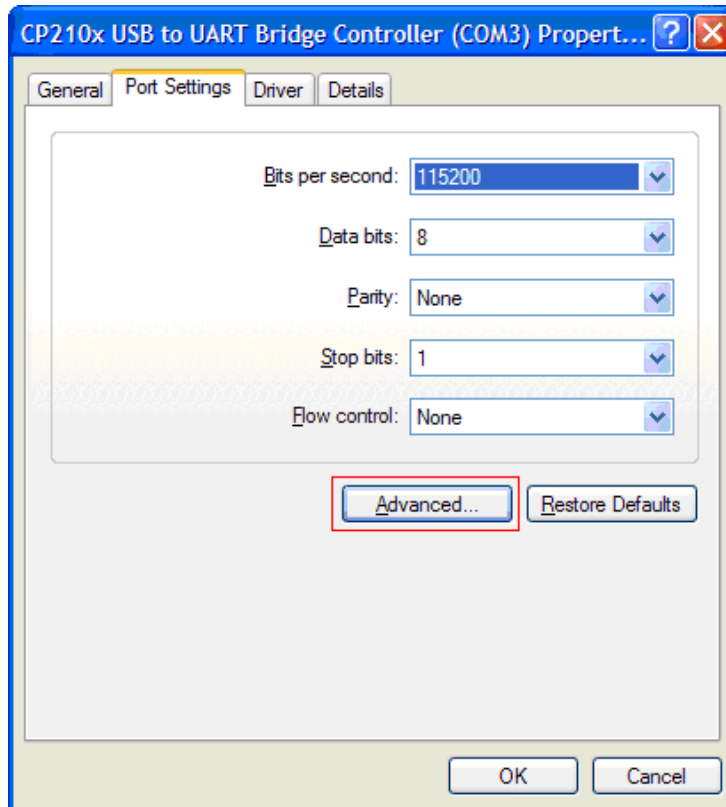 CP210x USB to UART Bridge Controller (COM3) Propert...
General Port Settings Driver Details
Bits per second: 115200
Data bits: 8
Parity: None
Stop bits: 1
Flow control: None
Advanced... Restore Defaults
OK Cancel